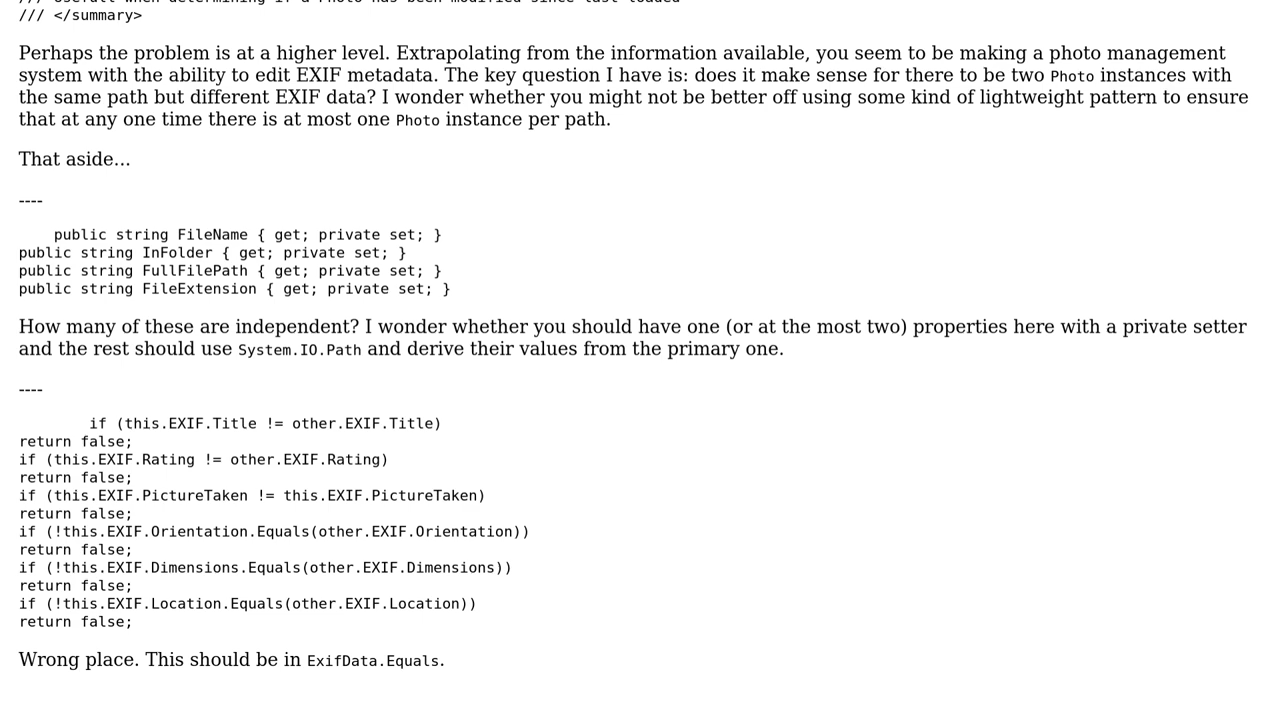 /// </summary>
Perhaps the problem is at a higher level. Extrapolating from the information available, you seem to be making a photo management
system with the ability to edit EXIF metadata. The key question I have is: does it make sense for there to be two Photo instances with
the same path but different EXIF data? I wonder whether you might not be better off using some kind of lightweight pattern to ensure
that at any one time there is at most one Photo instance per path.
That aside...
----
    public string FileName { get; private set; }
public string InFolder { get; private set; }
public string FullFilePath { get; private set; }
public string FileExtension { get; private set; }
How many of these are independent? I wonder whether you should have one (or at the most two) properties here with a private setter
and the rest should use System.IO.Path and derive their values from the primary one.
----
        if (this.EXIF.Title != other.EXIF.Title)
return false;
if (this.EXIF.Rating != other.EXIF.Rating)
return false;
if (this.EXIF.PictureTaken != this.EXIF.PictureTaken)
return false;
if (!this.EXIF.Orientation.Equals(other.EXIF.Orientation))
return false;
if (!this.EXIF.Dimensions.Equals(other.EXIF.Dimensions))
return false;
if (!this.EXIF.Location.Equals(other.EXIF.Location))
return false;
Wrong place. This should be in ExifData.Equals.